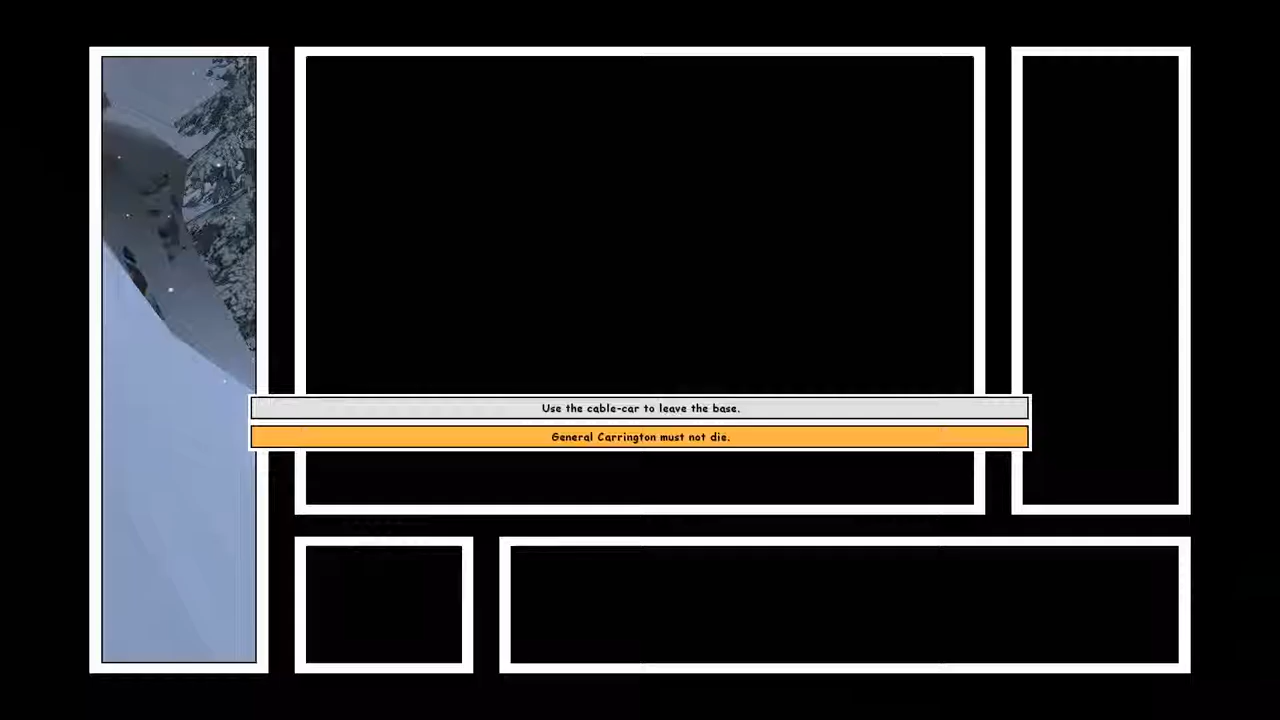 Use the cable-car to leave the base.
General Carrington must not die.